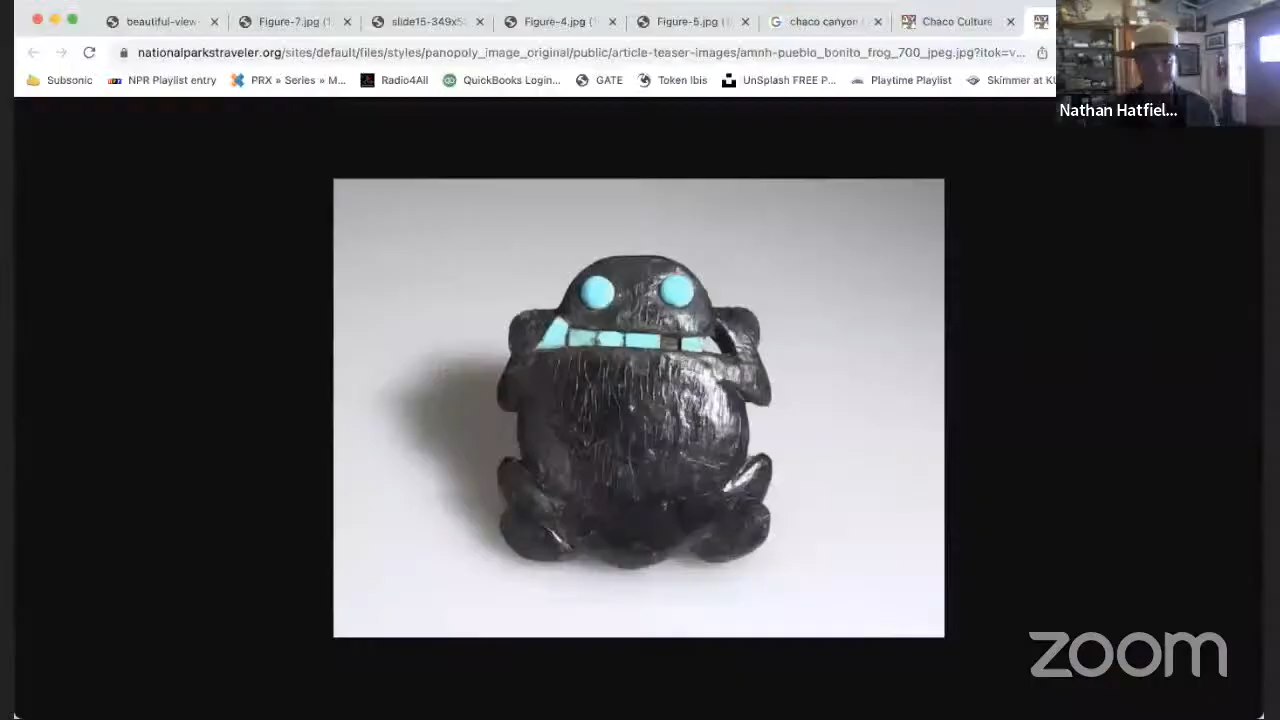 beautiful-view-
Figure-7.jpg (1
slide15-349x5
Figure-4.jpg (
Figure-5.jpg (
chaco canyon
Chaco Culture
nationalparkstraveler.org/sites/default/files/styles/panopoly_image_original/public/article-teaser-images/amnh-pueblo_bonito_frog_700_jpeg.jpg?itok=v...
Subsonic
NPR Playlist entry
PRX » Series » M...
Radio4All
QuickBooks Login...
GATE
Token Ibis
UnSplash FREE P...
Playtime Playlist
Skimmer at KU
Nathan Hatfiel...
zoom